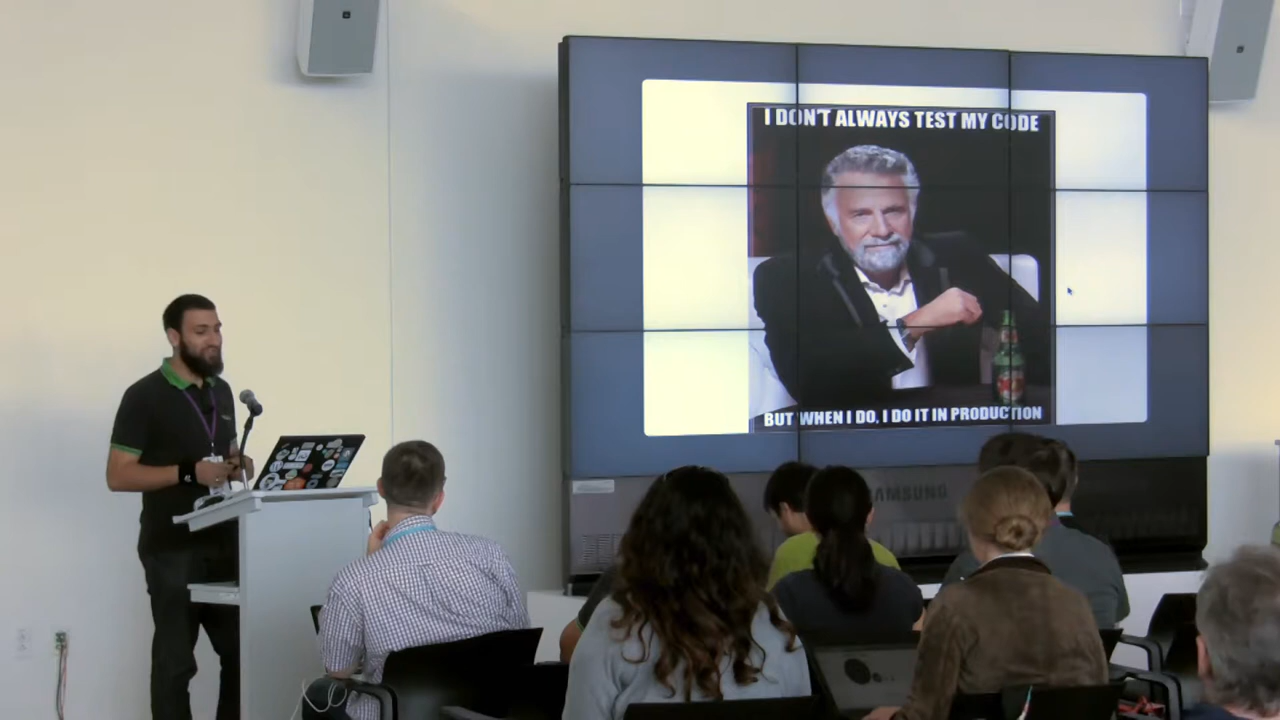 I DON'T ALWAYS TEST MY CODE
BUT WHEN I DO, I DO IT IN PRODUCTION
SAMSUNG